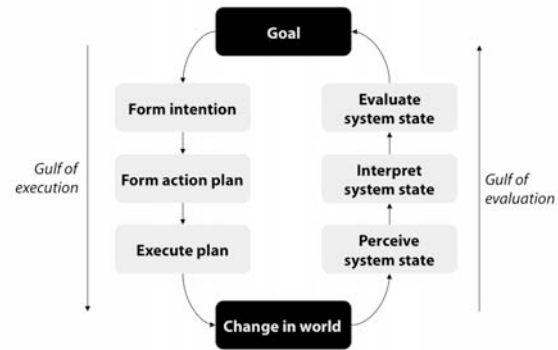 Goal
Form intention
Form action plan
Execute plan
Gulf of
execution
Change in world
Perceive
system state
Interpret
system state
Evaluate
system state
Gulf of
evaluation